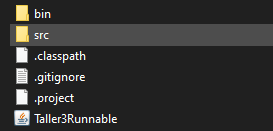 bin
src
.classpath
.gitignore
.project
Taller3Runnable